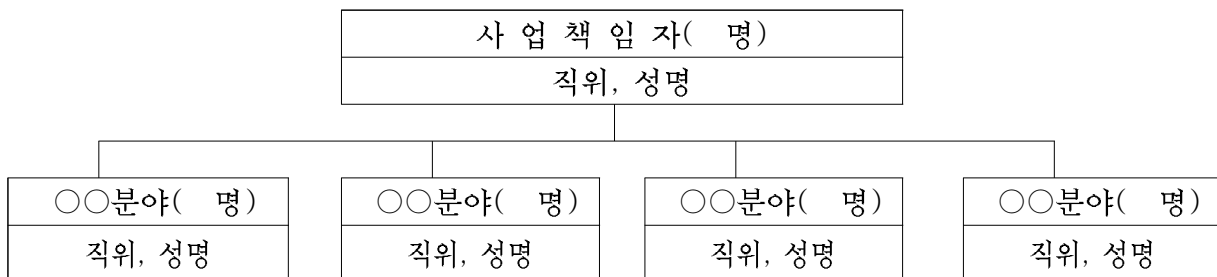 사 업 책 임 자(   명)
직위, 성명
○○분야(   명)
직위, 성명
○○분야(   명)
직위, 성명
○○분야(   명)
직위, 성명
○○분야(   명)
직위, 성명